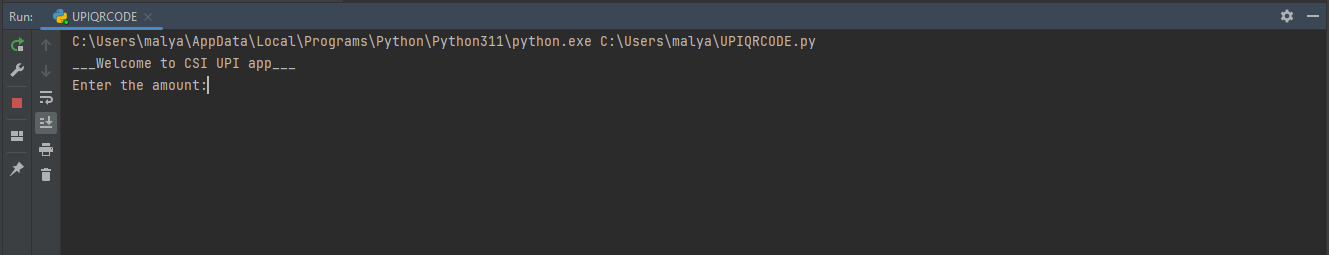 Run: UPIQRCODE
C:\Users\malya\AppData\Local\Programs\Python\Python311\python.exe C:\Users\malya\UPIQRCODE.py
___Welcome to CSI UPI app___
Enter the amount: